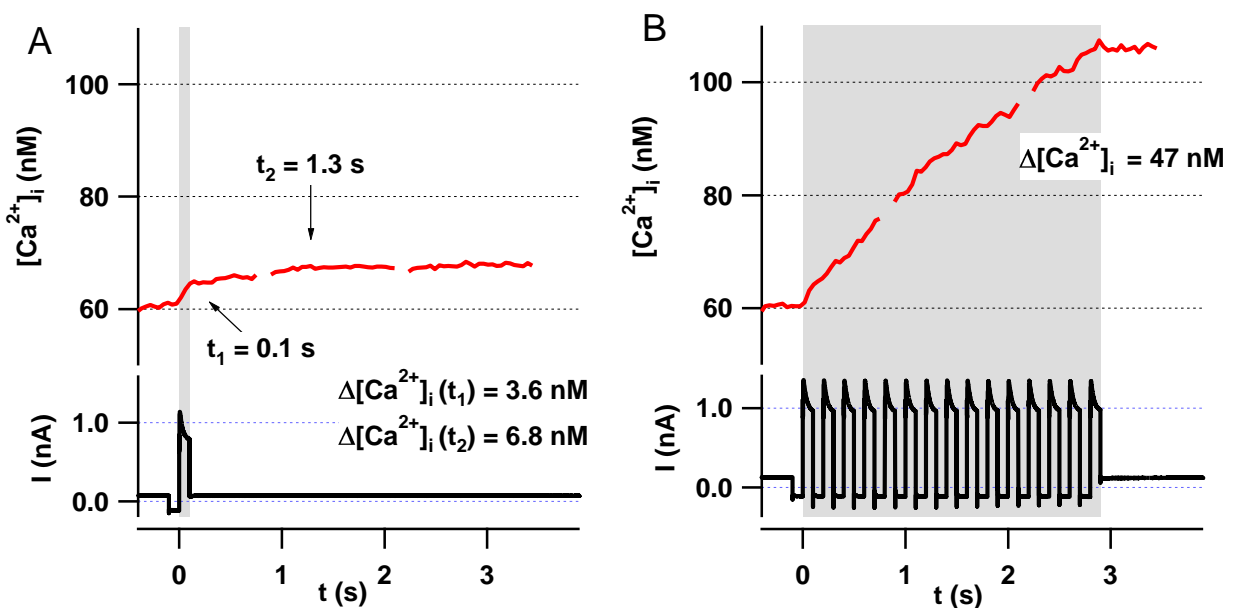 A
[Ca²⁺]ᵢ (nM)
100
80
60
t₂ = 1.3 s
t₁ = 0.1 s
Δ[Ca²⁺]ᵢ (t₁) = 3.6 nM
Δ[Ca²⁺]ᵢ (t₂) = 6.8 nM
I (nA)
1.0
0.0
0 1 2 3
t (s)
B
[Ca²⁺]ᵢ (nM)
100
80
60
Δ[Ca²⁺]ᵢ = 47 nM
I (nA)
1.0
0.0
0 1 2 3
t (s)